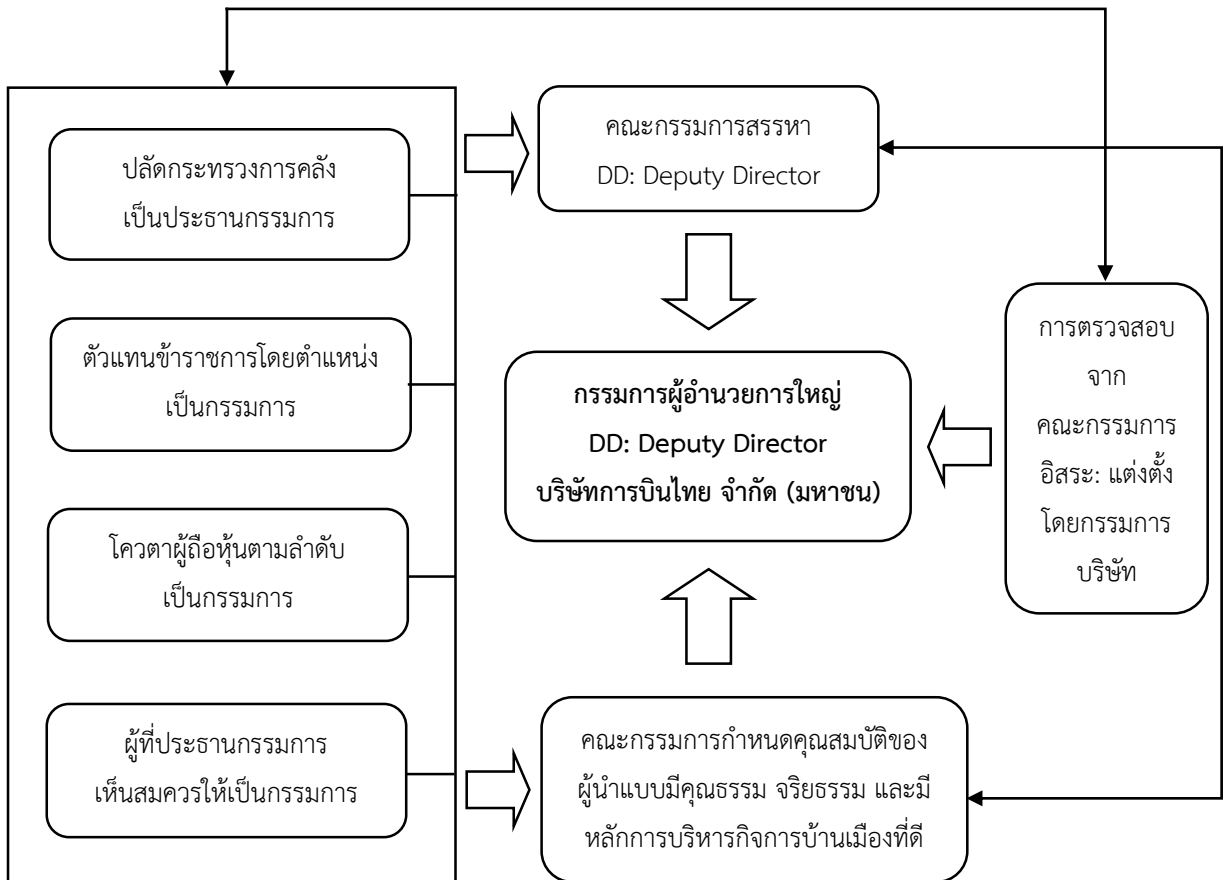 ปลัดกระทรวงการคลัง
เป็นประธานกรรมการ
ตัวแทนข้าราชการโดยตำแหน่ง
เป็นกรรมการ
โควตาผู้ถือหุ้นตามลำดับ
เป็นกรรมการ
ผู้ที่ประธานกรรมการ
เห็นสมควรให้เป็นกรรมการ
คณะกรรมการสรรหา
DD: Deputy Director
กรรมการผู้อำนวยการใหญ่
DD: Deputy Director
บริษัทการบินไทย จำกัด (มหาชน)
คณะกรรมการกำหนดคุณสมบัติของ
ผู้นำแบบมีคุณธรรม จริยธรรม และมี
หลักการบริหารกิจการบ้านเมืองที่ดี
การตรวจสอบ
จาก
คณะกรรมการ
อิสระ: แต่งตั้ง
โดยกรรมการ
บริษัท